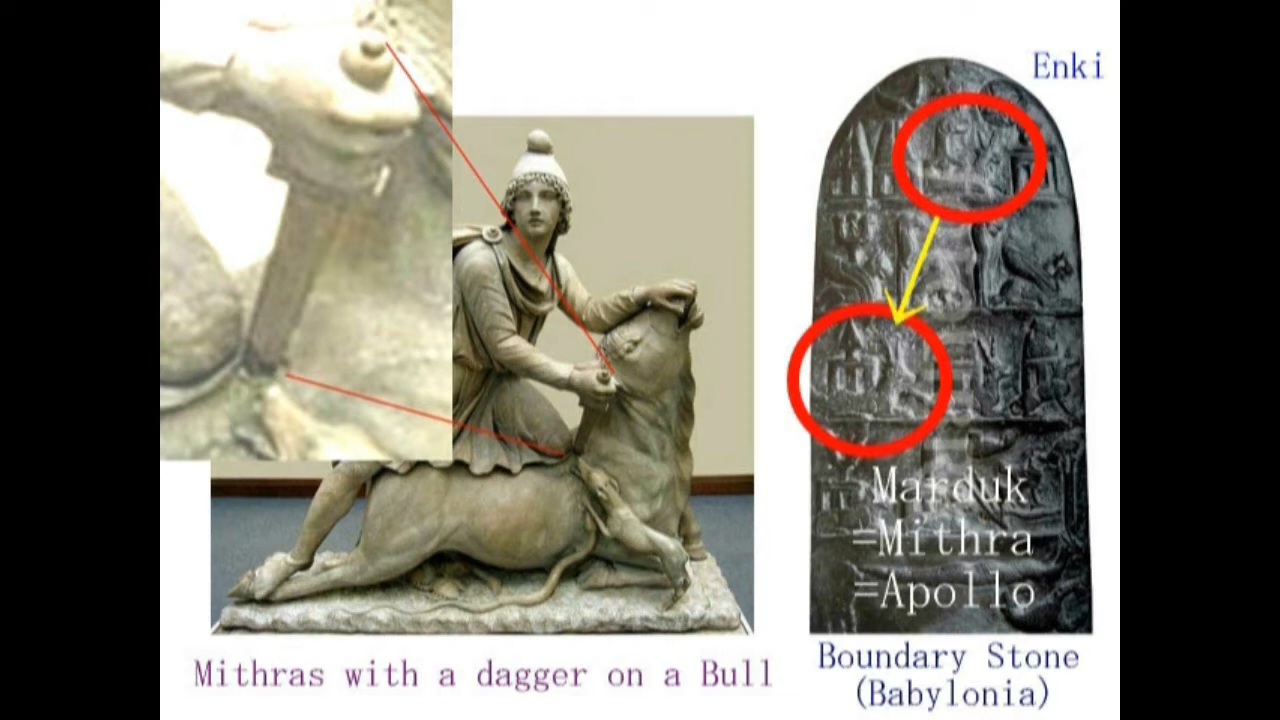 Enki
Marduk
=Mithra
=Apollo
Mithras with a dagger on a Bull
Boundary Stone
(Babylonia)